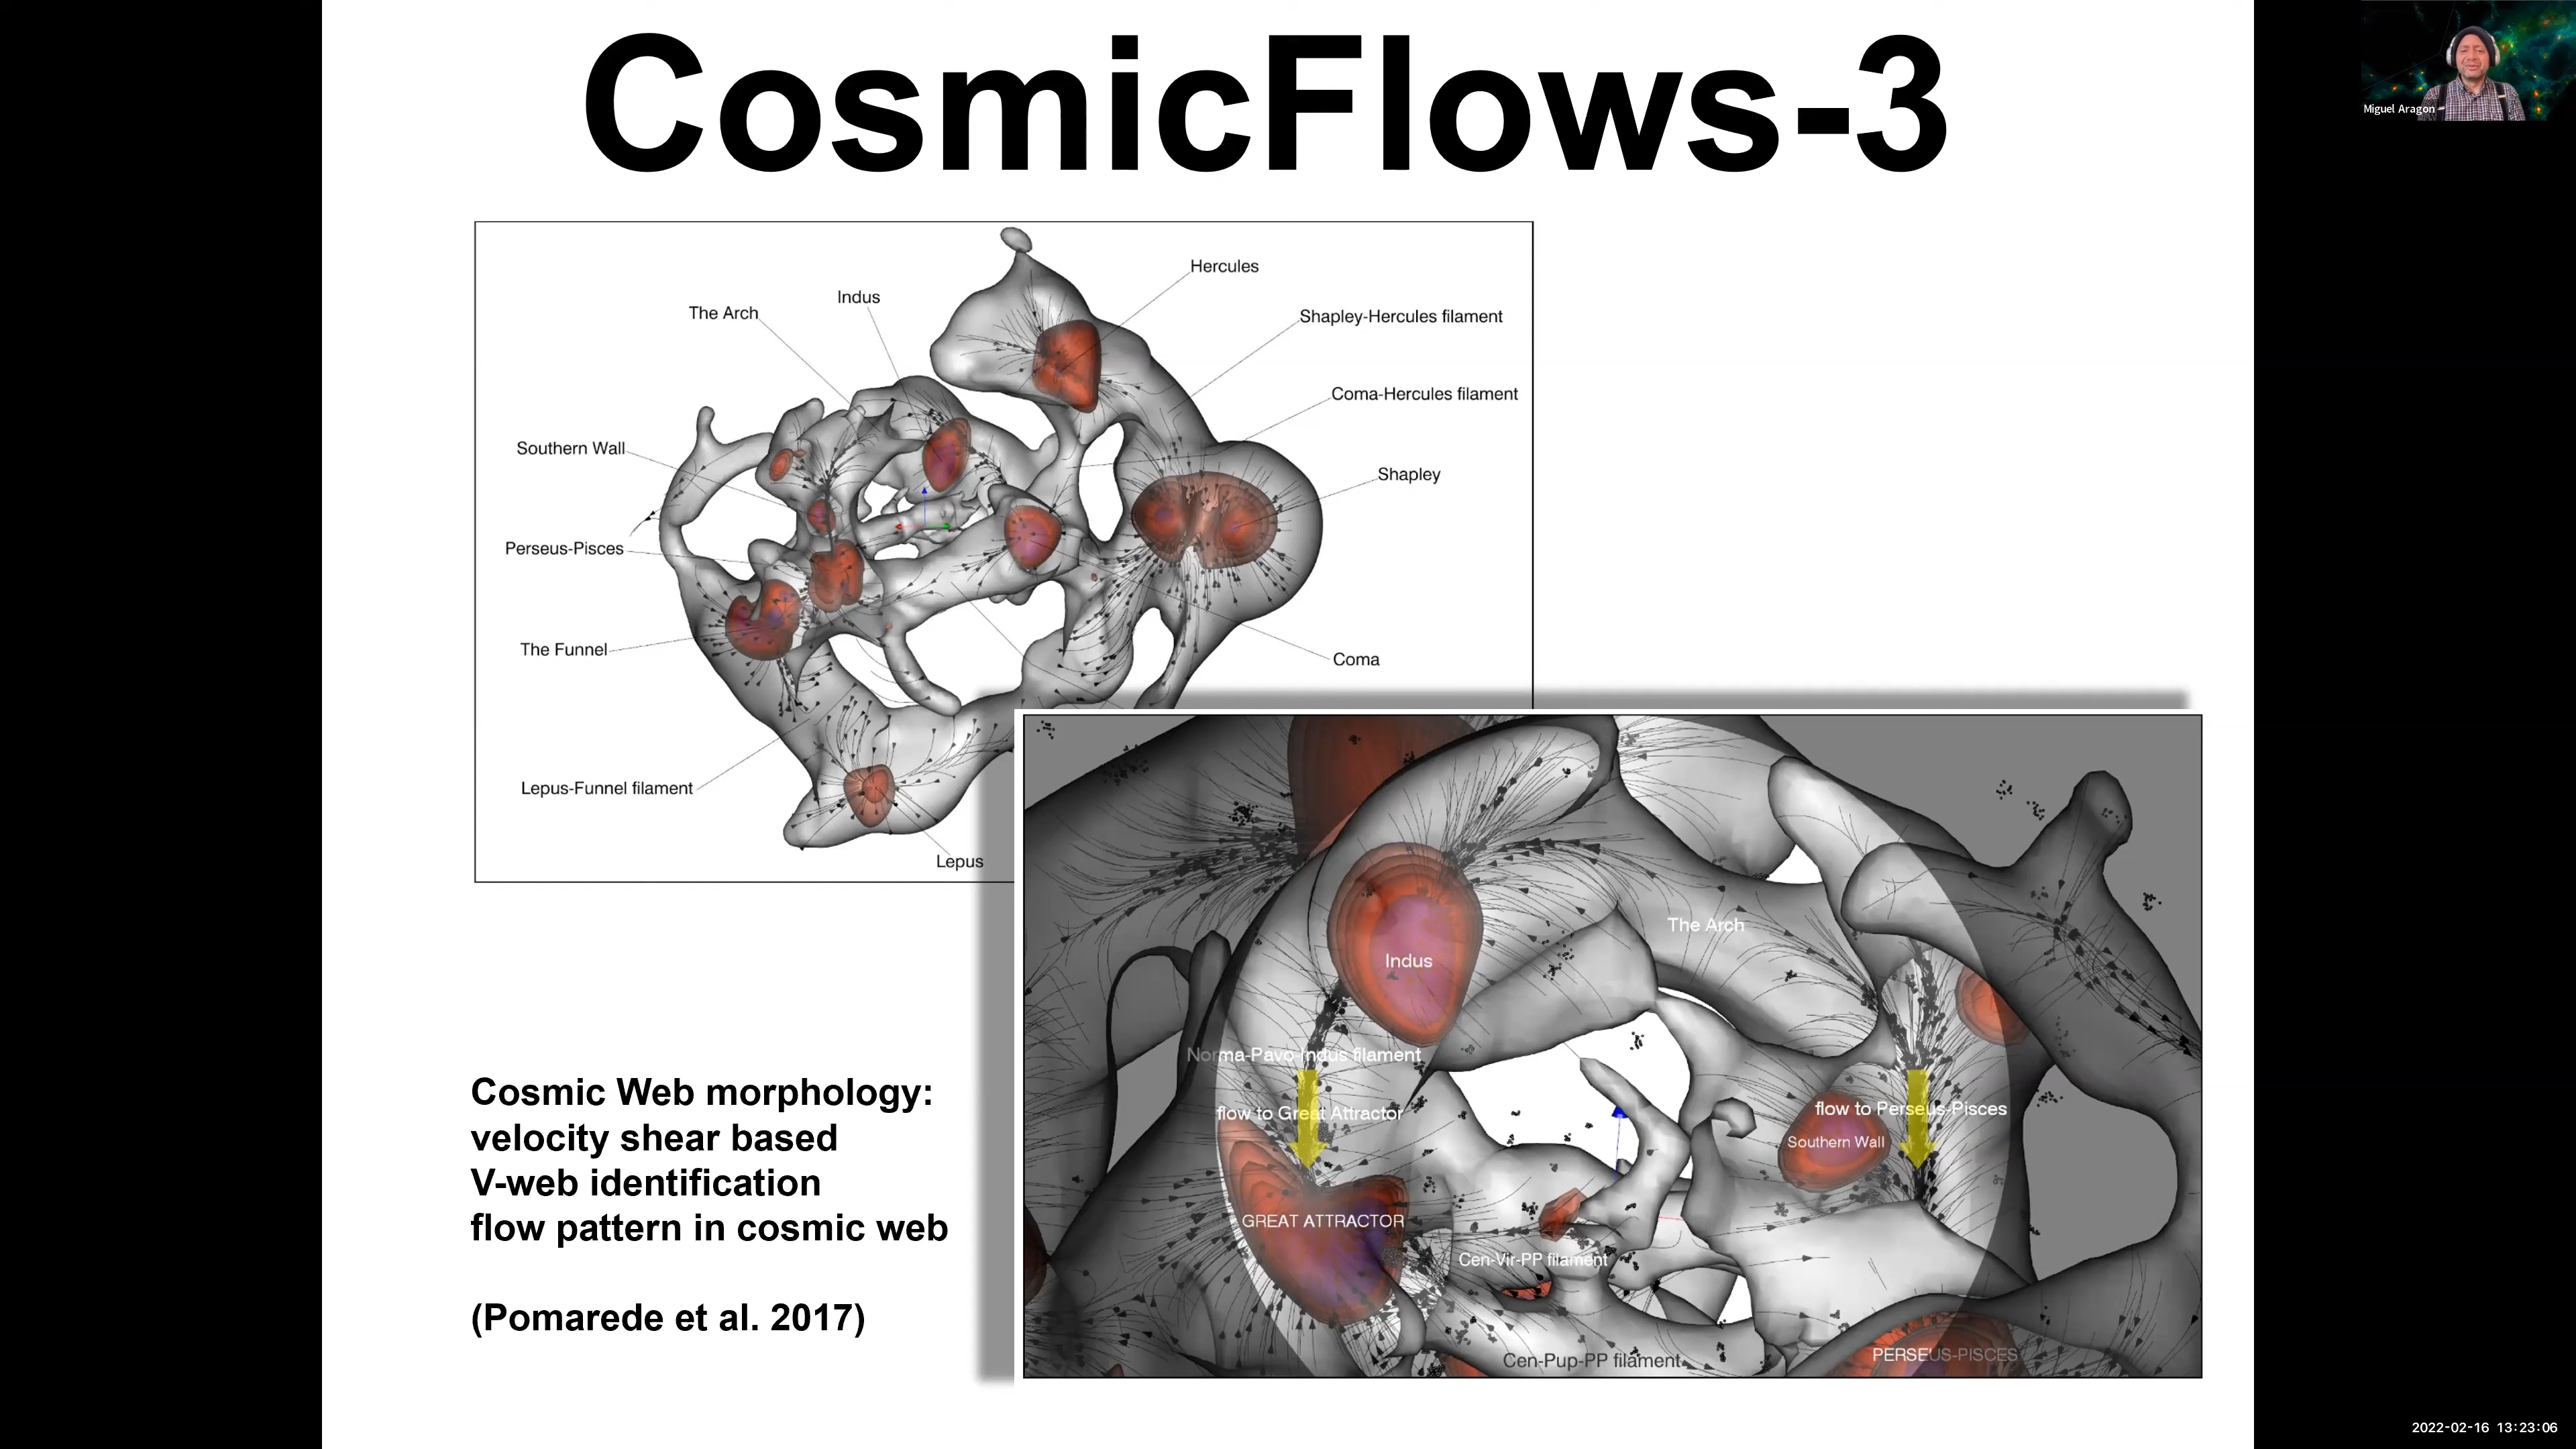 CosmicFlows-3
Miguel Aragon
Hercules
Indus
The Arch
Shapley-Hercules filament
Coma-Hercules filament
Southern Wall
Shapley
Perseus-Pisces
The Funnel
Coma
Lepus-Funnel filament
Lepus
The Arch
Indus
Norma-Pavo-Indus filament
flow to Great Attractor
flow to Perseus-Pisces
Southern Wall
GREAT ATTRACTOR
Cen-Vir-PP filament
Cen-Pup-PP filament
PERSEUS-PISCES
Cosmic Web morphology:
velocity shear based
V-web identification
flow pattern in cosmic web
(Pomarede et al. 2017)
2022-02-16 13:23:06